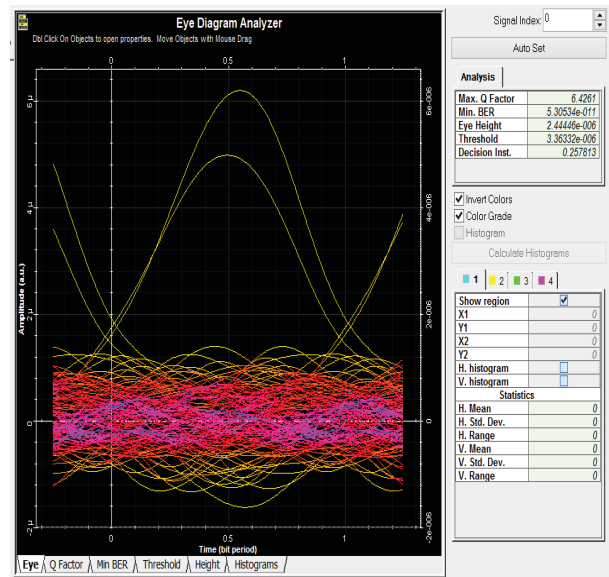 Eye Diagram Analyzer
Dbl Click On Objects to open properties. Move Objects with Mouse Drag
0 0.5 1
6 µ
4 µ
2 µ
0
-2 µ
Amplitude (a.u.)
6e-006
4e-006
2e-006
0
-2e-006
0 0.5 1
Time (bit period)
Eye Q Factor Min BER Threshold Height Histograms
Signal Index: 0
Auto Set
Analysis
Max. Q Factor 6.4261
Min. BER 5.30534e-011
Eye Height 2.44446e-006
Threshold 3.36332e-006
Decision Inst. 0.257813
Invert Colors
Color Grade
Histogram
Calculate Histograms
1 2 3 4
Show region
X1 0
Y1 0
X2 0
Y2 0
H. histogram
V. histogram
Statistics
H. Mean 0
H. Std. Dev. 0
H. Range 0
V. Mean 0
V. Std. Dev. 0
V. Range 0